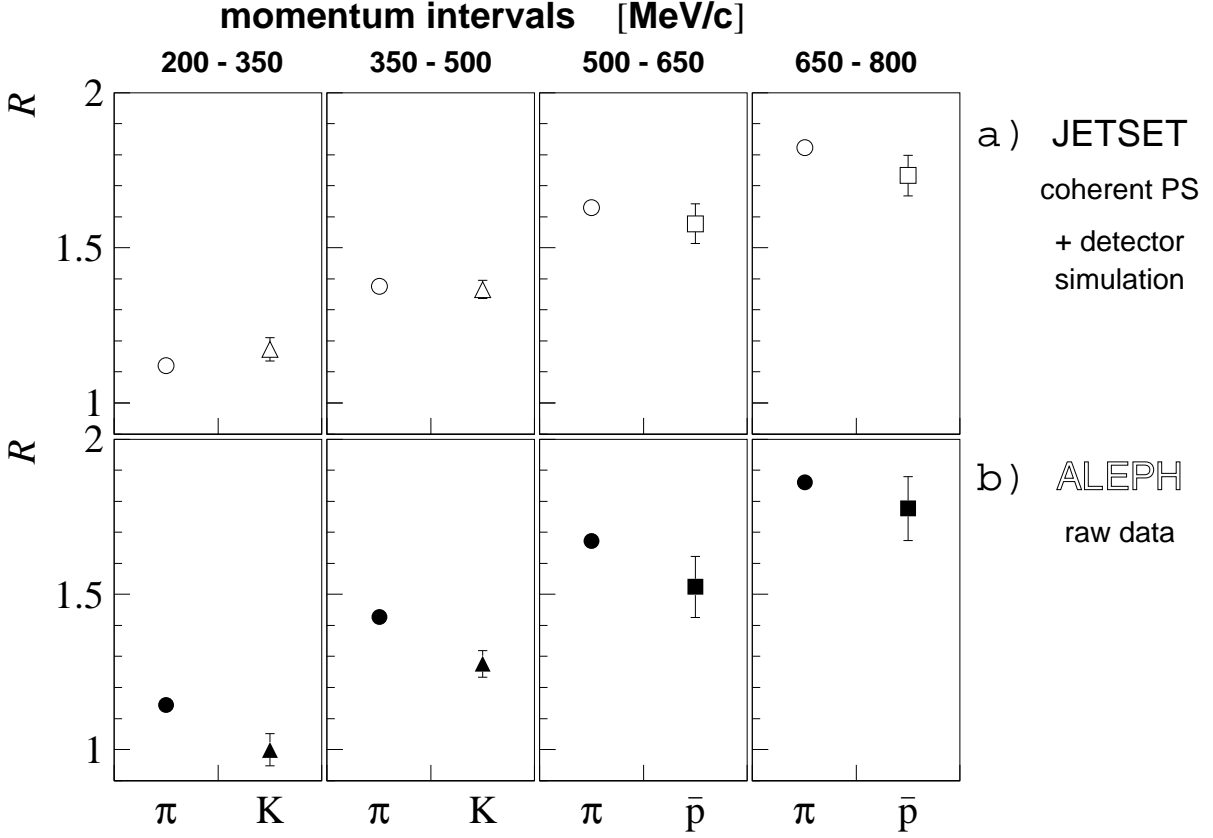 momentum intervals [MeV/c]
200 - 350 350 - 500 500 - 650 650 - 800
R
2
1.5
1
a) JETSET
coherent PS
+ detector
simulation
R
2
1.5
1
b) ALEPH
raw data
π K π K π p̄ π p̄